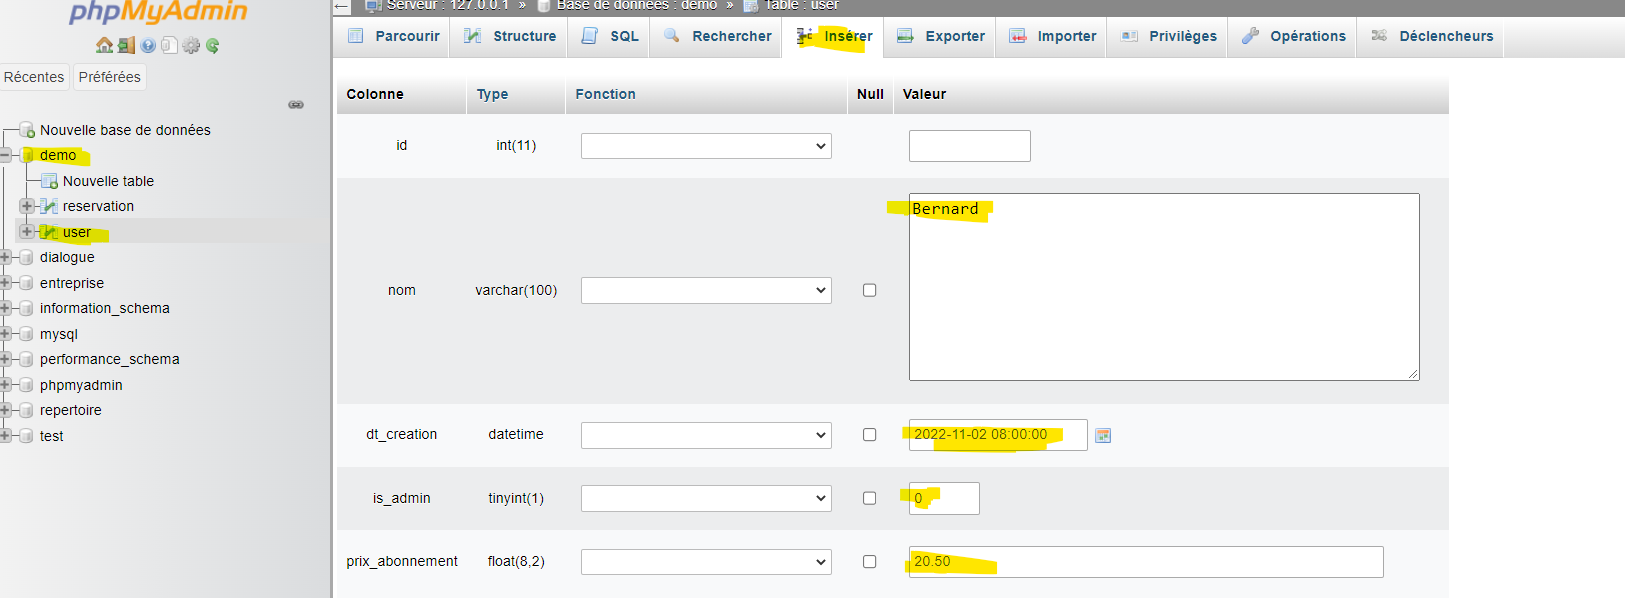 phpMyAdmin
Récentes Préférées
Nouvelle base de données
demo
Nouvelle table
reservation
user
dialogue
entreprise
information_schema
mysql
performance_schema
phpmyadmin
repertoire
test
Serveur : 127.0.0.1 » Base de données : demo » Table : user
Parcourir Structure SQL Rechercher Insérer Exporter Importer Privilèges Opérations Déclencheurs
Colonne Type Fonction Null Valeur
id int(11)
nom varchar(100) Bernard
dt_creation datetime 2022-11-02 08:00:00
is_admin tinyint(1) 0
prix_abonnement float(8,2) 20.50